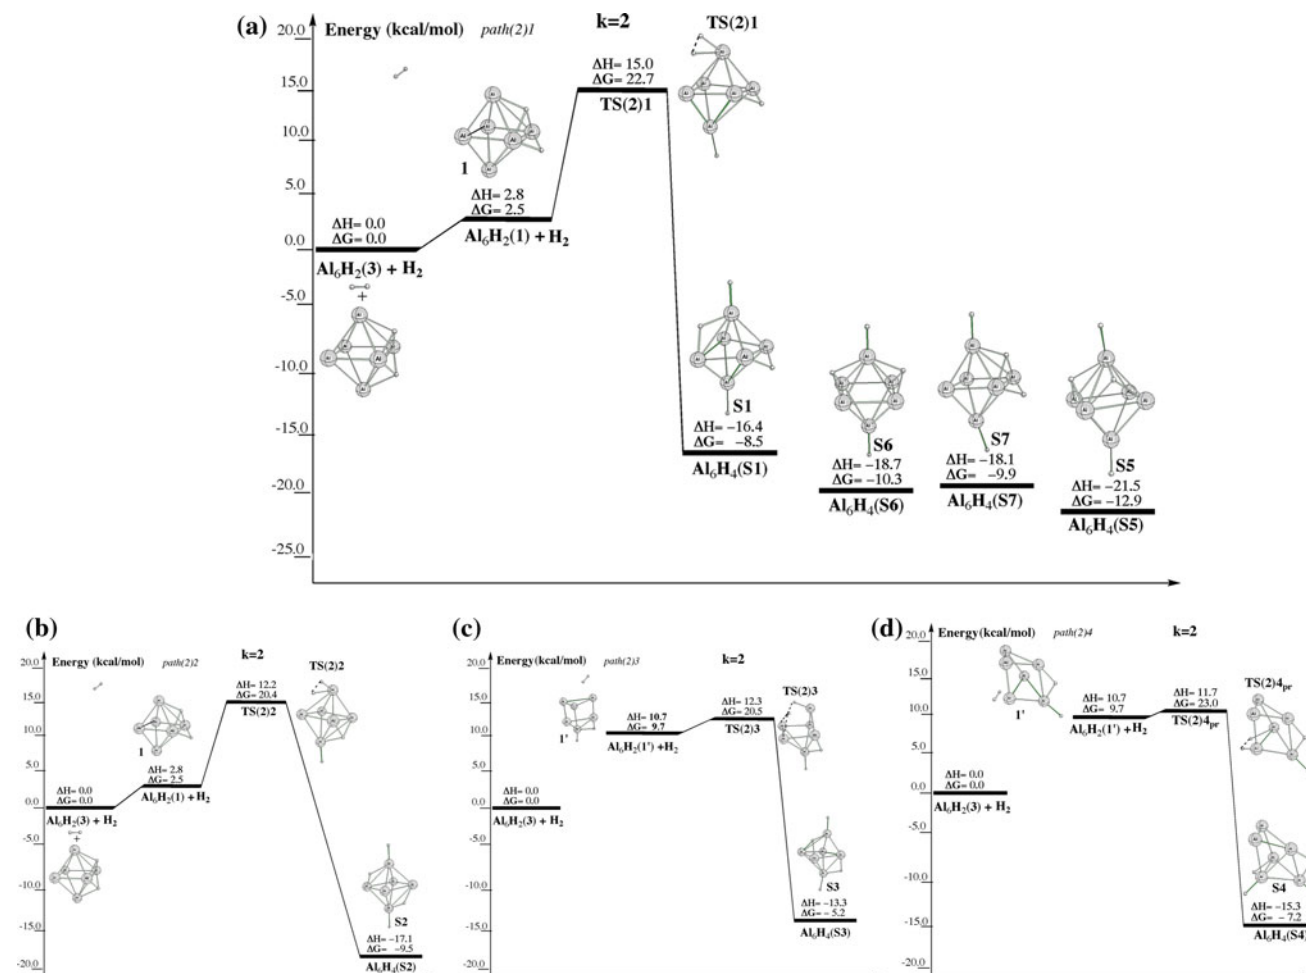 (a)
Energy (kcal/mol) path(2)1
k=2
TS(2)1
20.0
15.0
10.0
5.0
0.0
-5.0
-10.0
-15.0
-20.0
-25.0
ΔH= 15.0
ΔG= 22.7
TS(2)1
1
ΔH= 2.8
ΔG= 2.5
Al6H2(1) + H2
ΔH= 0.0
ΔG= 0.0
Al6H2(3) + H2
+
S1
ΔH= −16.4
ΔG= −8.5
Al6H4(S1)
S6
ΔH= −18.7
ΔG= −10.3
Al6H4(S6)
S7
ΔH= −18.1
ΔG= −9.9
Al6H4(S7)
S5
ΔH= −21.5
ΔG= −12.9
Al6H4(S5)
(b)
Energy (kcal/mol) path(2)2
k=2
TS(2)2
20.0
15.0
10.0
5.0
0.0
-5.0
-10.0
-15.0
-20.0
ΔH= 12.2
ΔG= 20.4
TS(2)2
1
ΔH= 2.8
ΔG= 2.5
Al6H2(1) + H2
ΔH= 0.0
ΔG= 0.0
Al6H2(3) + H2
+
S2
ΔH= −17.1
ΔG= −9.5
Al6H4(S2)
(c)
Energy (kcal/mol) path(2)3
k=2
TS(2)3
20.0
15.0
10.0
5.0
0.0
-5.0
-10.0
-15.0
-20.0
1'
ΔH= 10.7
ΔG= 9.7
Al6H2(1') +H2
ΔH= 12.3
ΔG= 20.5
TS(2)3
ΔH= 0.0
ΔG= 0.0
Al6H2(3) + H2
S3
ΔH= −13.3
ΔG= − 5.2
Al6H4(S3)
(d)
Energy (kcal/mol) path(2)4
k=2
TS(2)4pr
20.0
15.0
10.0
5.0
0.0
-5.0
-10.0
-15.0
-20.0
1'
ΔH= 10.7
ΔG= 9.7
Al6H2(1') + H2
ΔH= 11.7
ΔG= 23.0
TS(2)4pr
ΔH= 0.0
ΔG= 0.0
Al6H2(3) + H2
S4
ΔH= −15.3
ΔG= − 7.2
Al6H4(S4)